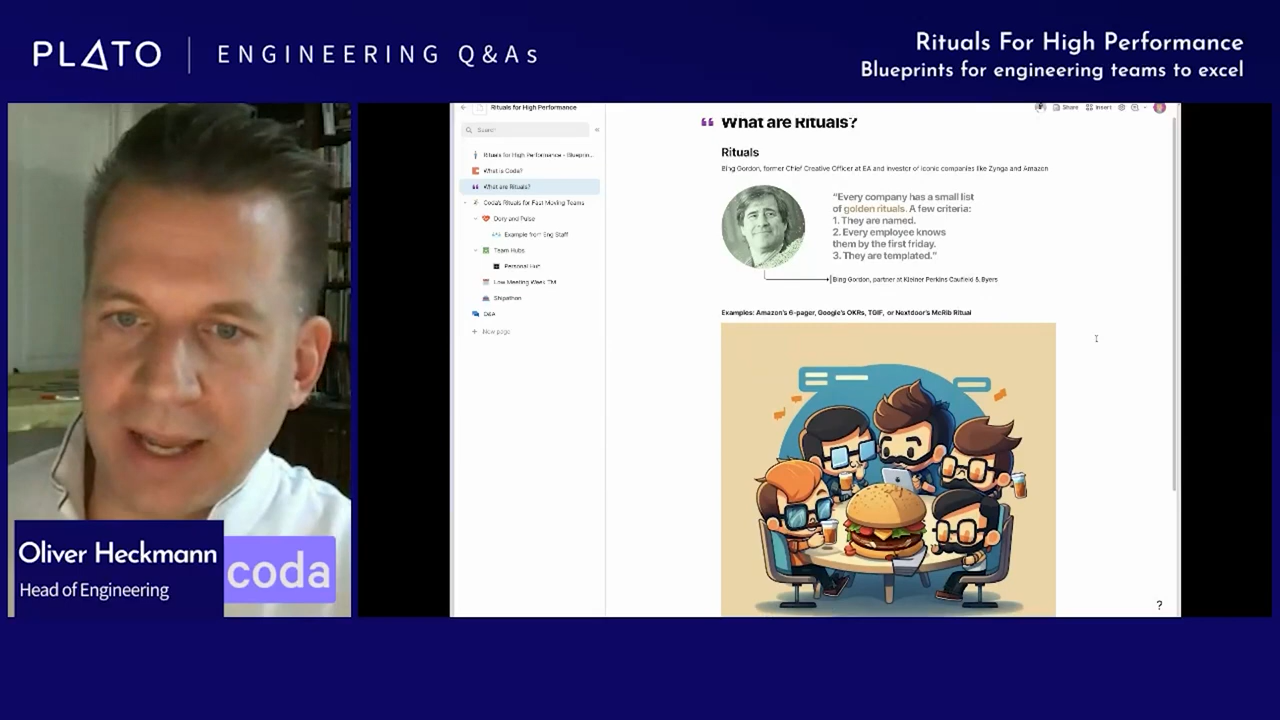 PLATO
ENGINEERING Q&As
Rituals For High Performance
Blueprints for engineering teams to excel
Oliver Heckmann
Head of Engineering
coda
Rituals for High Performance
Search
Rituals for High Performance - Blueprin...
What is Coda?
What are Rituals?
Coda's Rituals for Fast Moving Teams
Dory and Pulse
Example from Eng Staff
Team Hubs
Personal Hub
Low Meeting Week TM
Shipathon
Q&A
New page
Share
Insert
What are Rituals?
Rituals
Bing Gordon, former Chief Creative Officer at EA and investor of iconic companies like Zynga and Amazon
“Every company has a small list
of golden rituals. A few criteria:
1. They are named.
2. Every employee knows
them by the first friday.
3. They are templated.”
Bing Gordon, partner at Kleiner Perkins Caufield & Byers
Examples: Amazon's 6-pager, Google's OKRs, TGIF, or Nextdoor's McRib Ritual
?